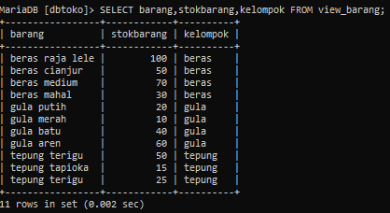 MariaDB [dbtoko]> SELECT barang,stokbarang,kelompok FROM view_barang;
+----------------+------------+----------+
| barang | stokbarang | kelompok |
+----------------+------------+----------+
| beras raja lele | 100 | beras |
| beras cianjur | 50 | beras |
| beras medium | 70 | beras |
| beras mahal | 30 | beras |
| gula putih | 20 | gula |
| gula merah | 10 | gula |
| gula batu | 40 | gula |
| gula aren | 60 | gula |
| tepung terigu | 50 | tepung |
| tepung tapioka | 15 | tepung |
| tepung terigu | 25 | tepung |
+----------------+------------+----------+
11 rows in set (0.002 sec)